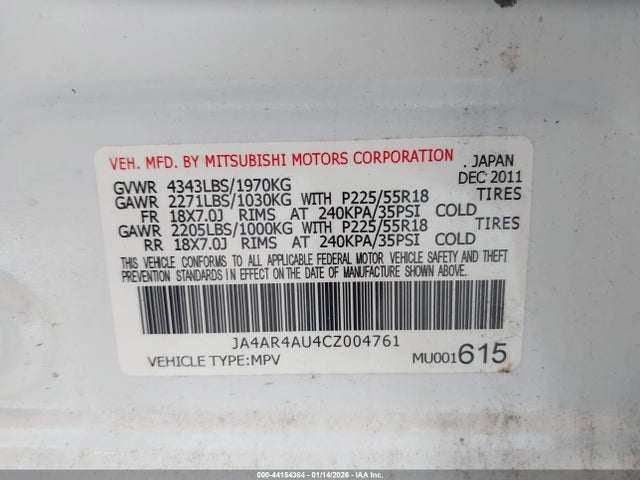 VEH. MFD. BY MITSUBISHI MOTORS CORPORATION . JAPAN
GVWR 4343LBS/1970KG DEC 2011
GAWR 2271LBS/1030KG WITH P225/55R18 TIRES
FR 18X7.0J RIMS AT 240KPA/35PSI COLD
GAWR 2205LBS/1000KG WITH P225/55R18 TIRES
RR 18X7.0J RIMS AT 240KPA/35PSI COLD
THIS VEHICLE CONFORMS TO ALL APPLICABLE FEDERAL MOTOR VEHICLE SAFETY AND THEFT
PREVENTION STANDARDS IN EFFECT ON THE DATE OF MANUFACTURE SHOWN ABOVE.
JA4AR4AU4CZ004761
VEHICLE TYPE:MPV MU001615
000-44154364 - 01/14/2026 - IAAI.CA